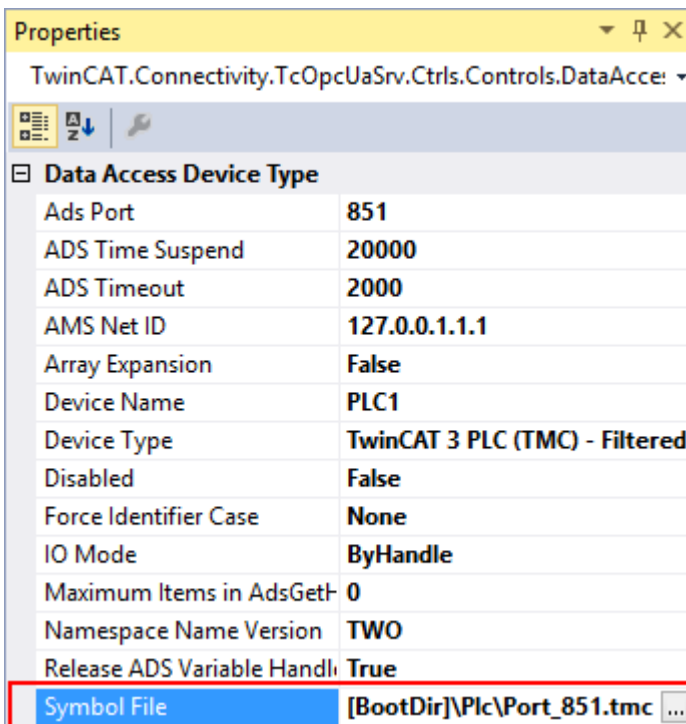 Properties
TwinCAT.Connectivity.TcOpcUaSrv.Ctrls.Controls.DataAcce
Data Access Device Type
Ads Port 851
ADS Time Suspend 20000
ADS Timeout 2000
AMS Net ID 127.0.0.1.1.1
Array Expansion False
Device Name PLC1
Device Type TwinCAT 3 PLC (TMC) - Filtered
Disabled False
Force Identifier Case None
IO Mode ByHandle
Maximum Items in AdsGetH 0
Namespace Name Version TWO
Release ADS Variable Handl True
Symbol File [BootDir]\Plc\Port_851.tmc ...